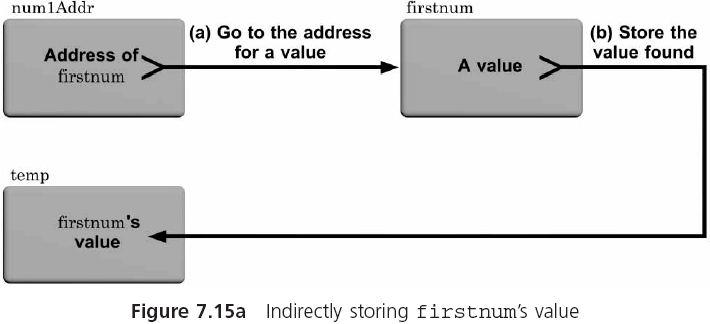 num1Addr
Address of
firstnum
(a) Go to the address
for a value
firstnum
A value
(b) Store the
value found
temp
firstnum's
value
Figure 7.15a Indirectly storing firstnum's value